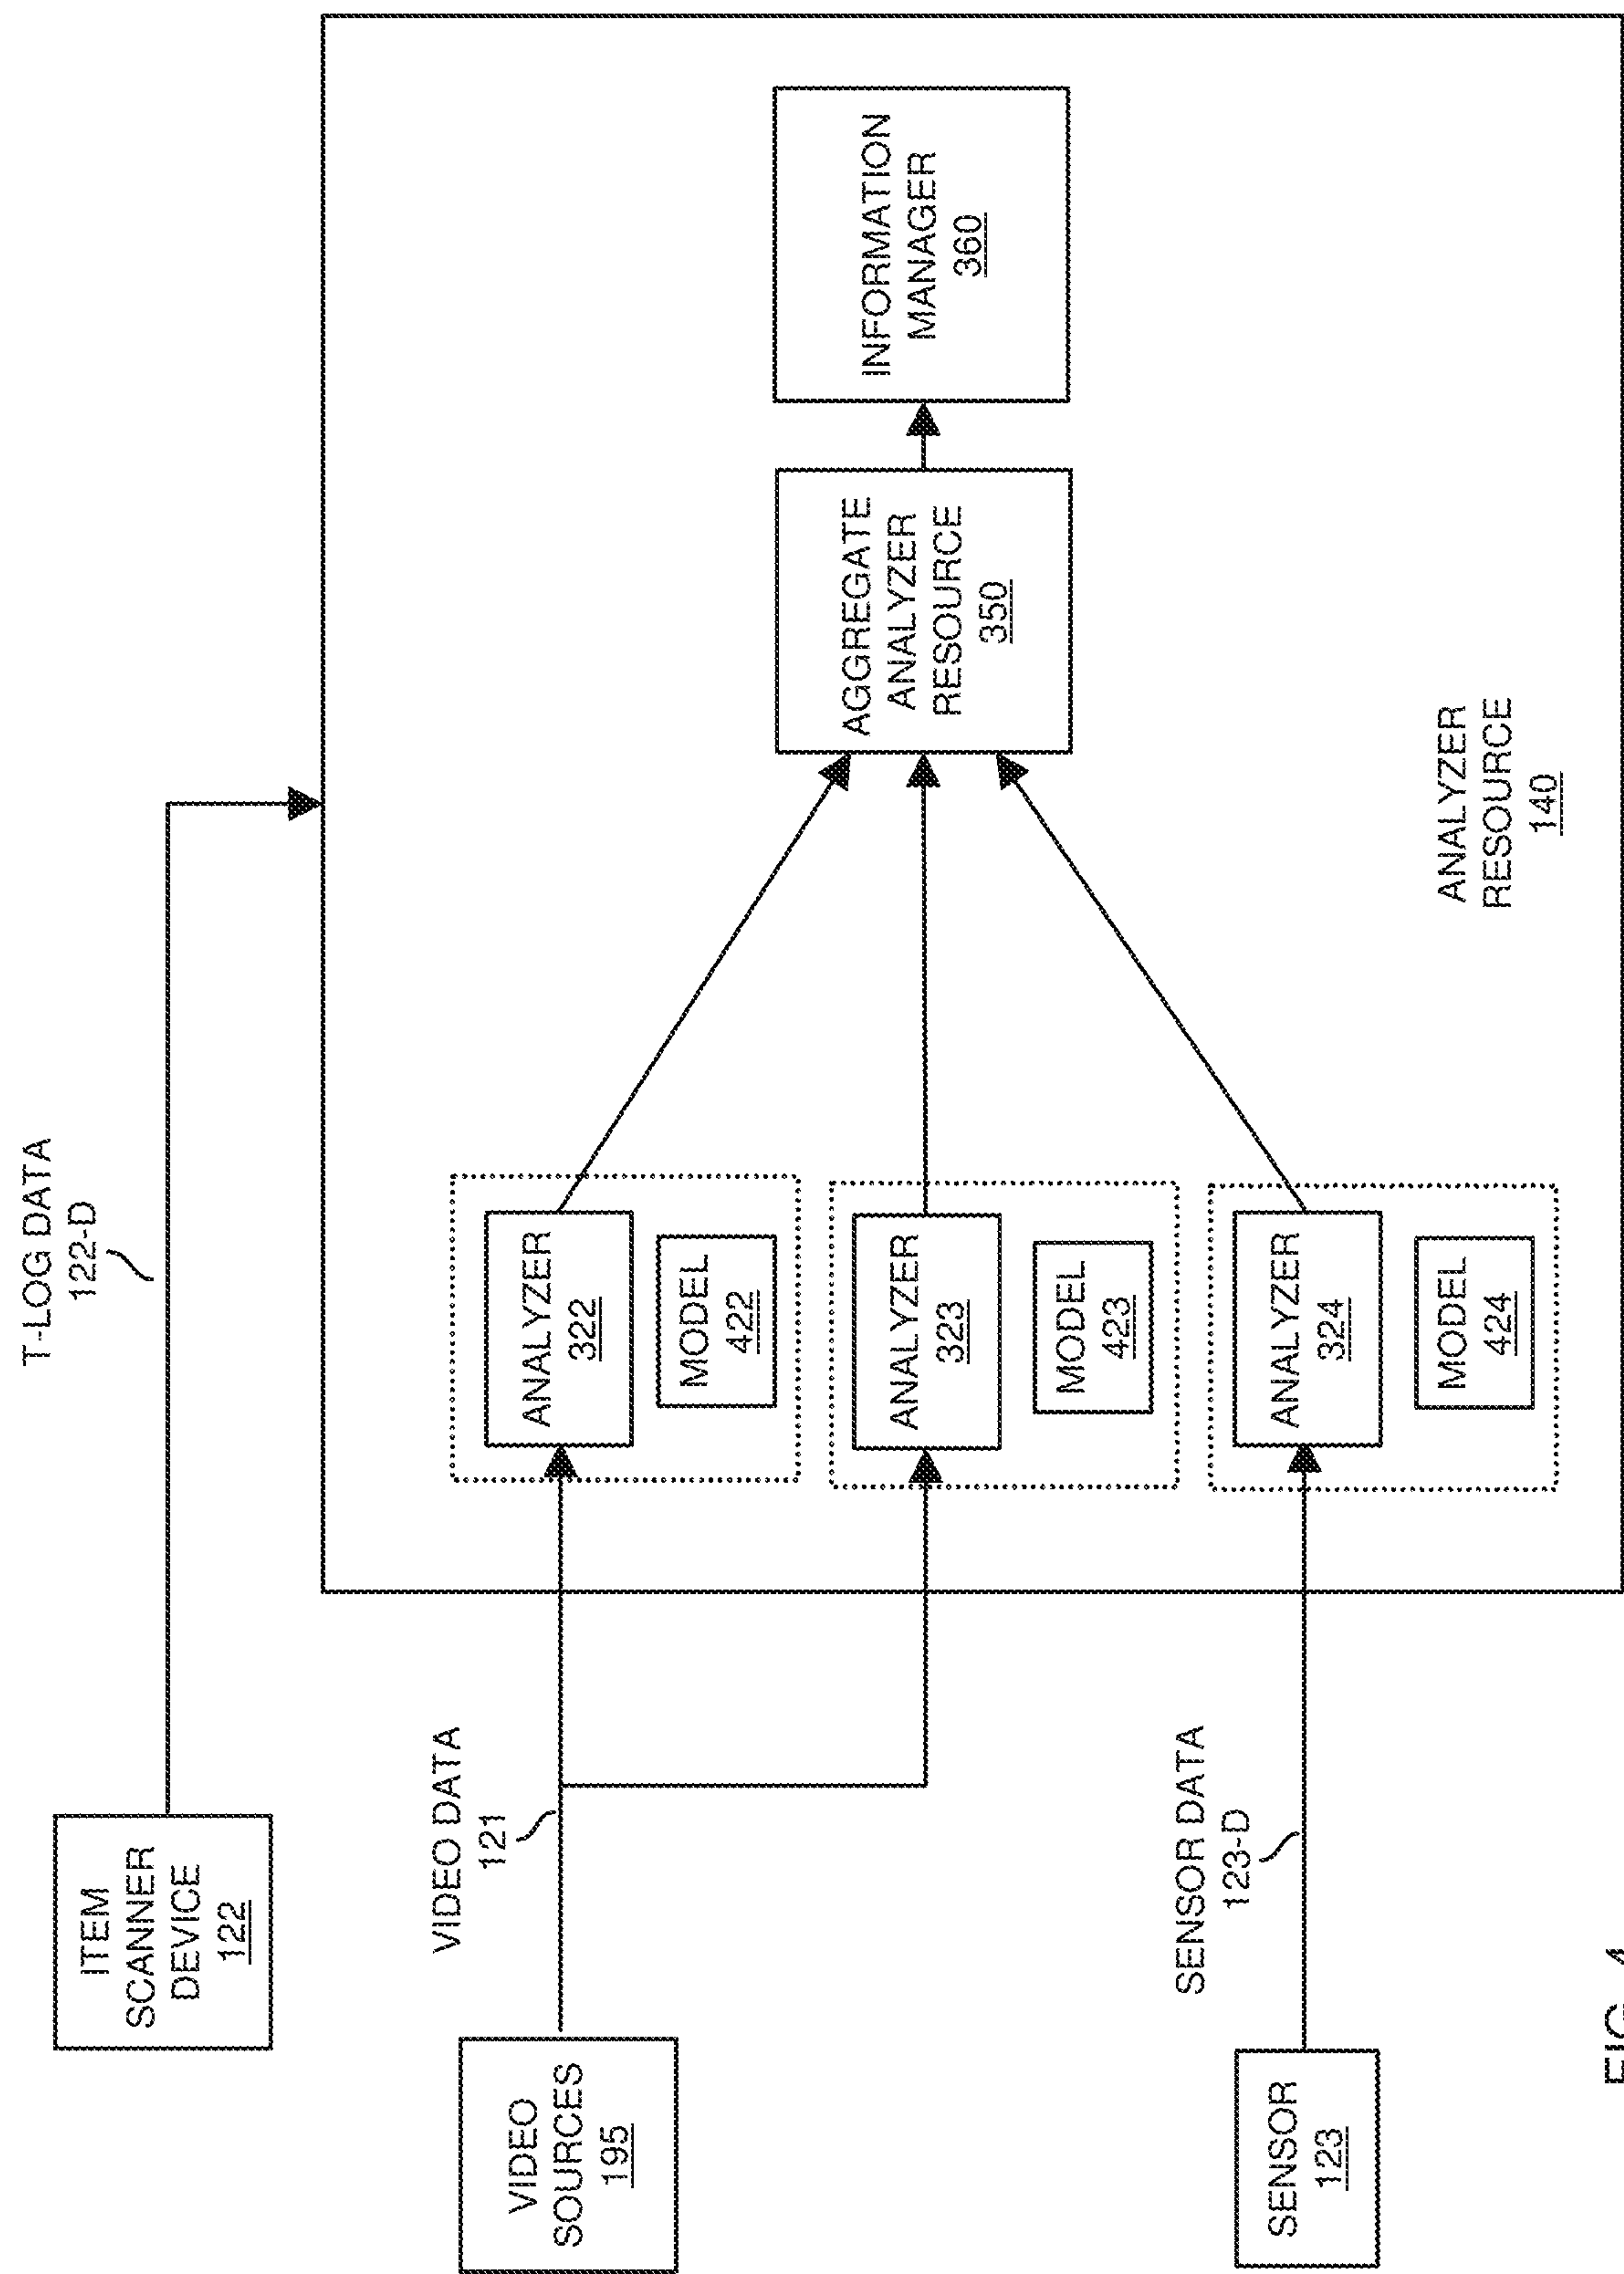 T-LOG DATA
122-D
ITEM
SCANNER
DEVICE
122
VIDEO DATA
121
VIDEO
SOURCES
195
SENSOR DATA
123-D
SENSOR
123
ANALYZER
322
MODEL
422
ANALYZER
323
MODEL
423
ANALYZER
324
MODEL
424
AGGREGATE
ANALYZER
RESOURCE
350
INFORMATION
MANAGER
360
ANALYZER
RESOURCE
140
FIG. 4